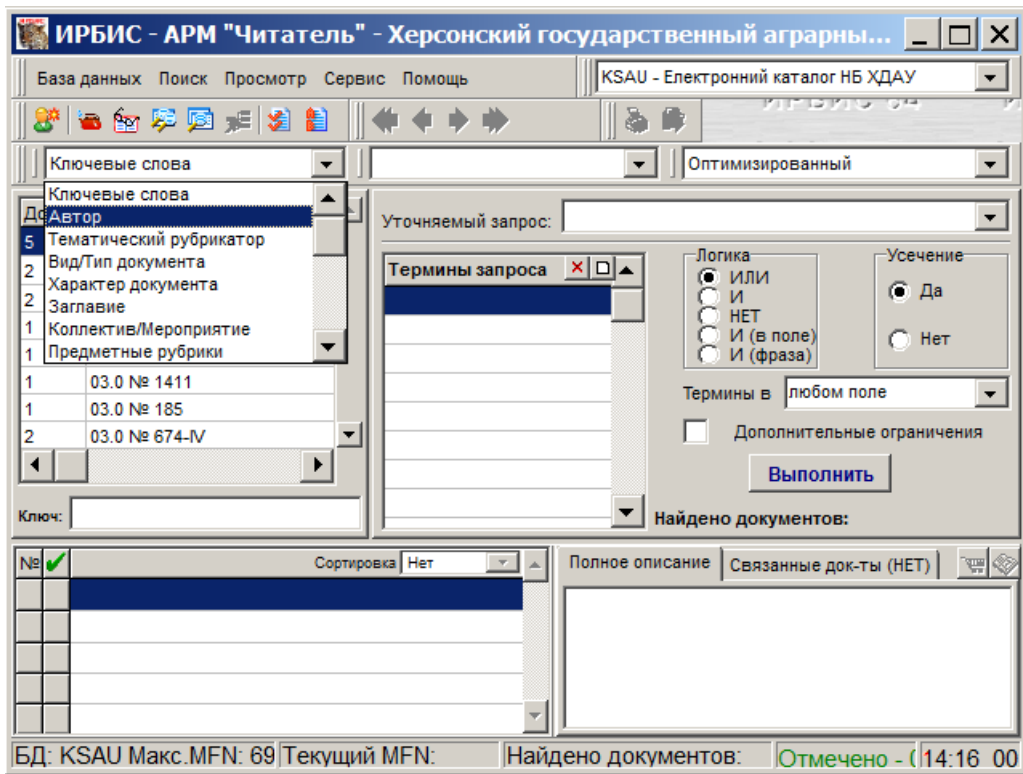 ИРБИС - АРМ "Читатель" - Херсонский государственный аграрны...
База данных Поиск Просмотр Сервис Помощь
KSAU - Електронний каталог НБ ХДАУ
ИРБИС 64
Ключевые слова
Оптимизированный
Ключевые слова
Автор
Тематический рубрикатор
Вид/Тип документа
Характер документа
Заглавие
Коллектив/Мероприятие
Предметные рубрики
5
2
2
1
1
1 03.0 № 1411
1 03.0 № 185
2 03.0 № 674-IV
Ключ:
Уточняемый запрос:
Термины запроса
Логика
ИЛИ
И
НЕТ
И (в поле)
И (фраза)
Усечение
Да
Нет
Термины в любом поле
Дополнительные ограничения
Выполнить
Найдено документов:
№ Сортировка Нет
Полное описание Связанные док-ты (НЕТ)
БД: KSAU Макс.MFN: 69 Текущий MFN: Найдено документов: Отмечено - 14:16 00